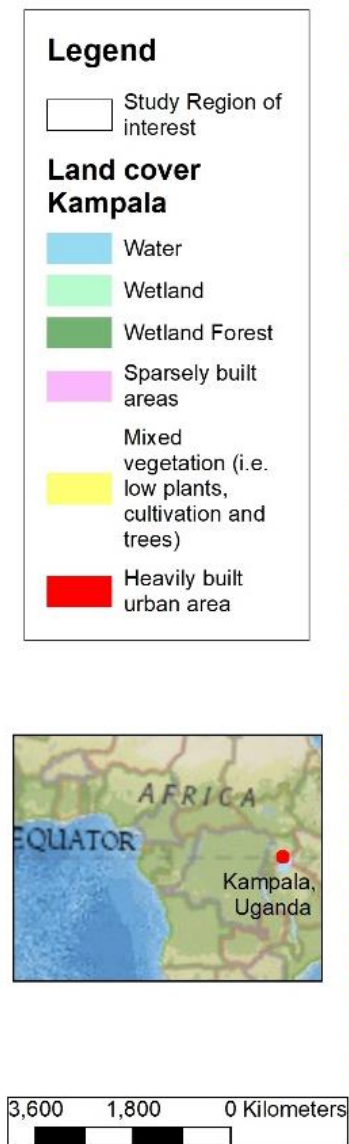 Legend
Study Region of
interest
Land cover
Kampala
Water
Wetland
Wetland Forest
Sparsely built
areas
Mixed
vegetation (i.e.
low plants,
cultivation and
trees)
Heavily built
urban area
AFRICA
EQUATOR
Kampala,
Uganda
3,600 1,800 0 Kilometers